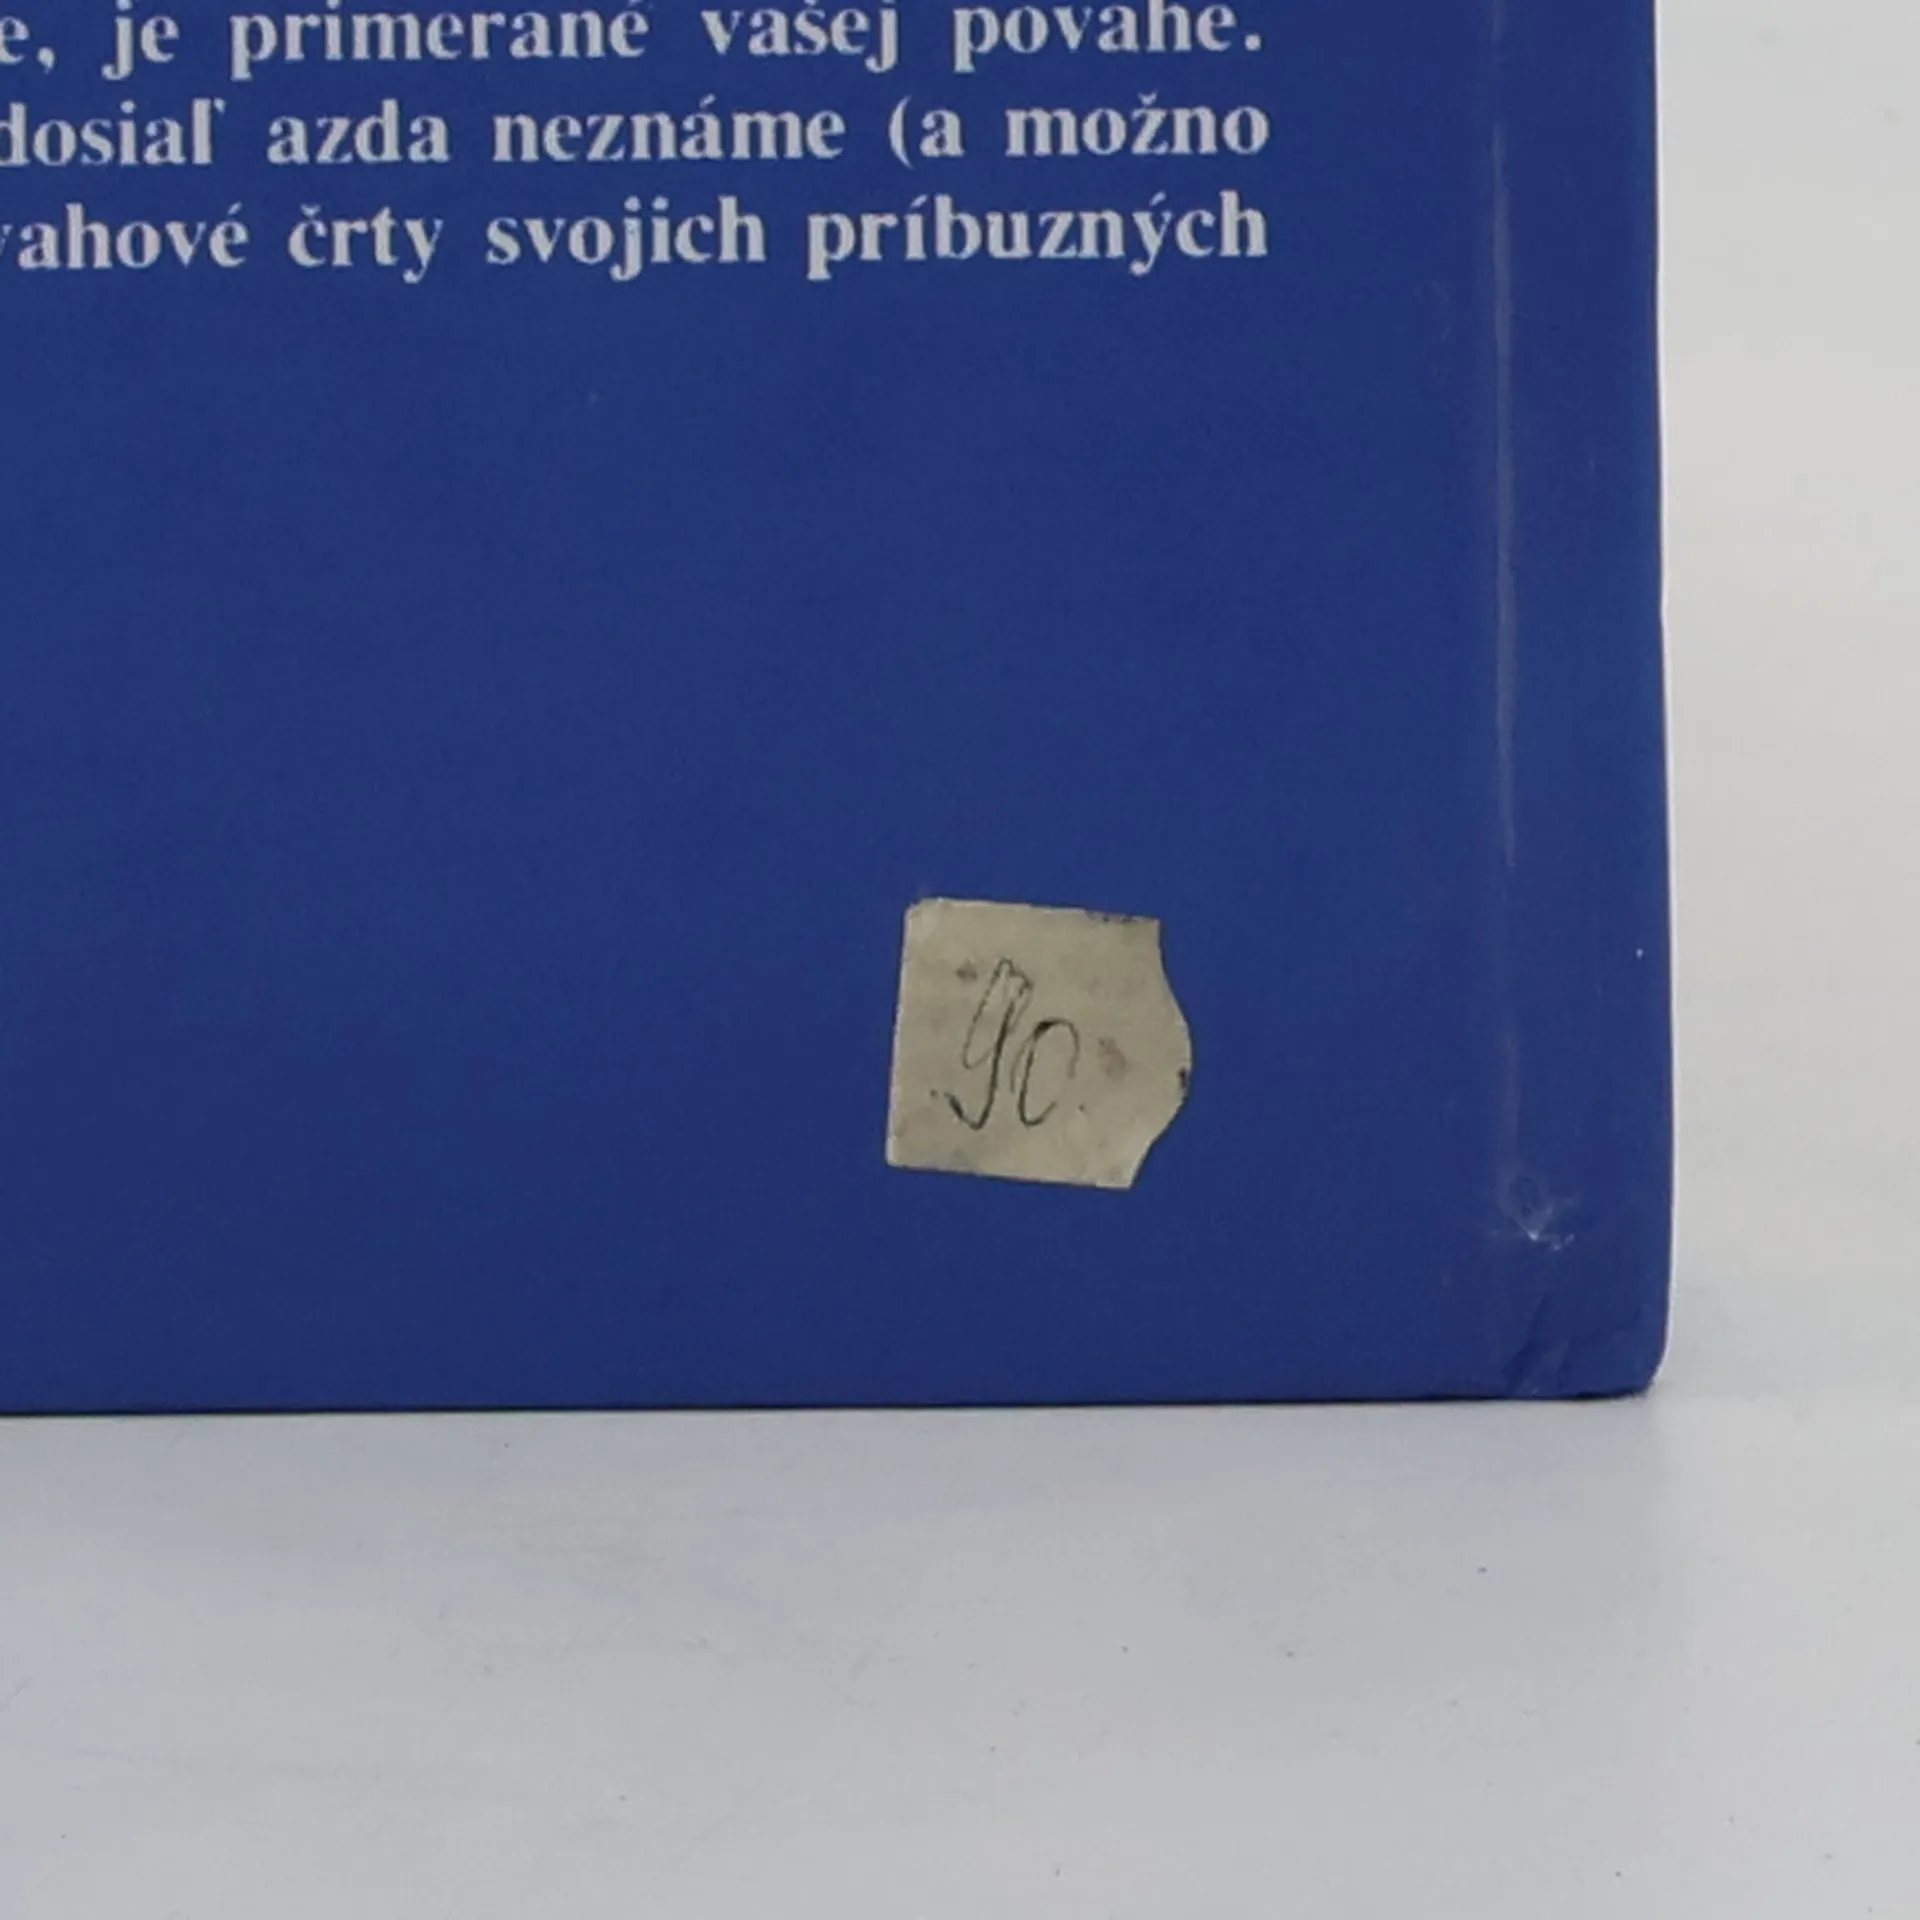 e, je primerané vašej povahe.
dosiaľ azda neznáme (a možno
vahové črty svojich príbuzných
90.